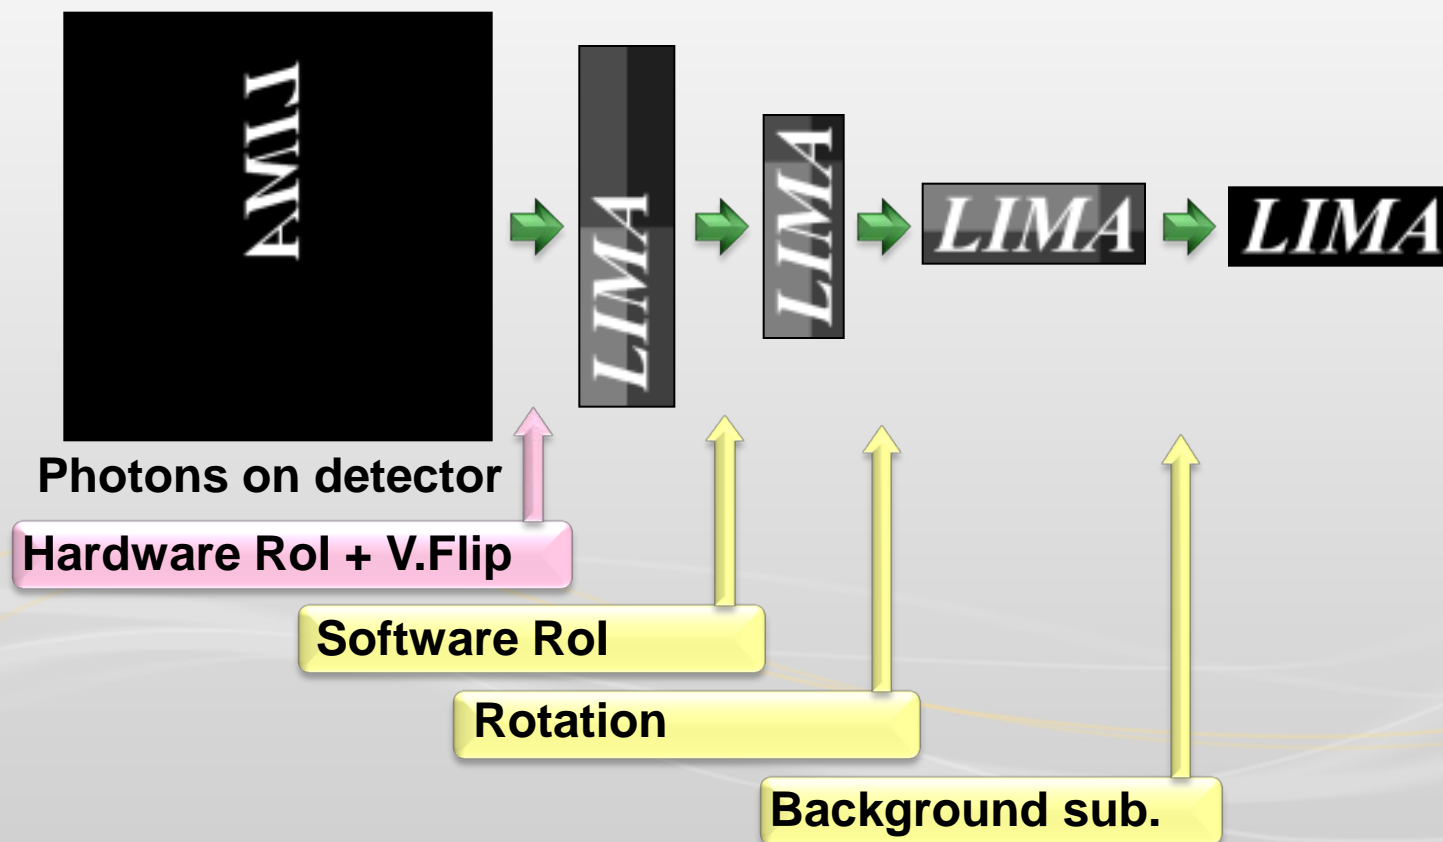 LIMA
LIMA
LIMA
LIMA
LIMA
Photons on detector
Hardware RoI + V.Flip
Software RoI
Rotation
Background sub.